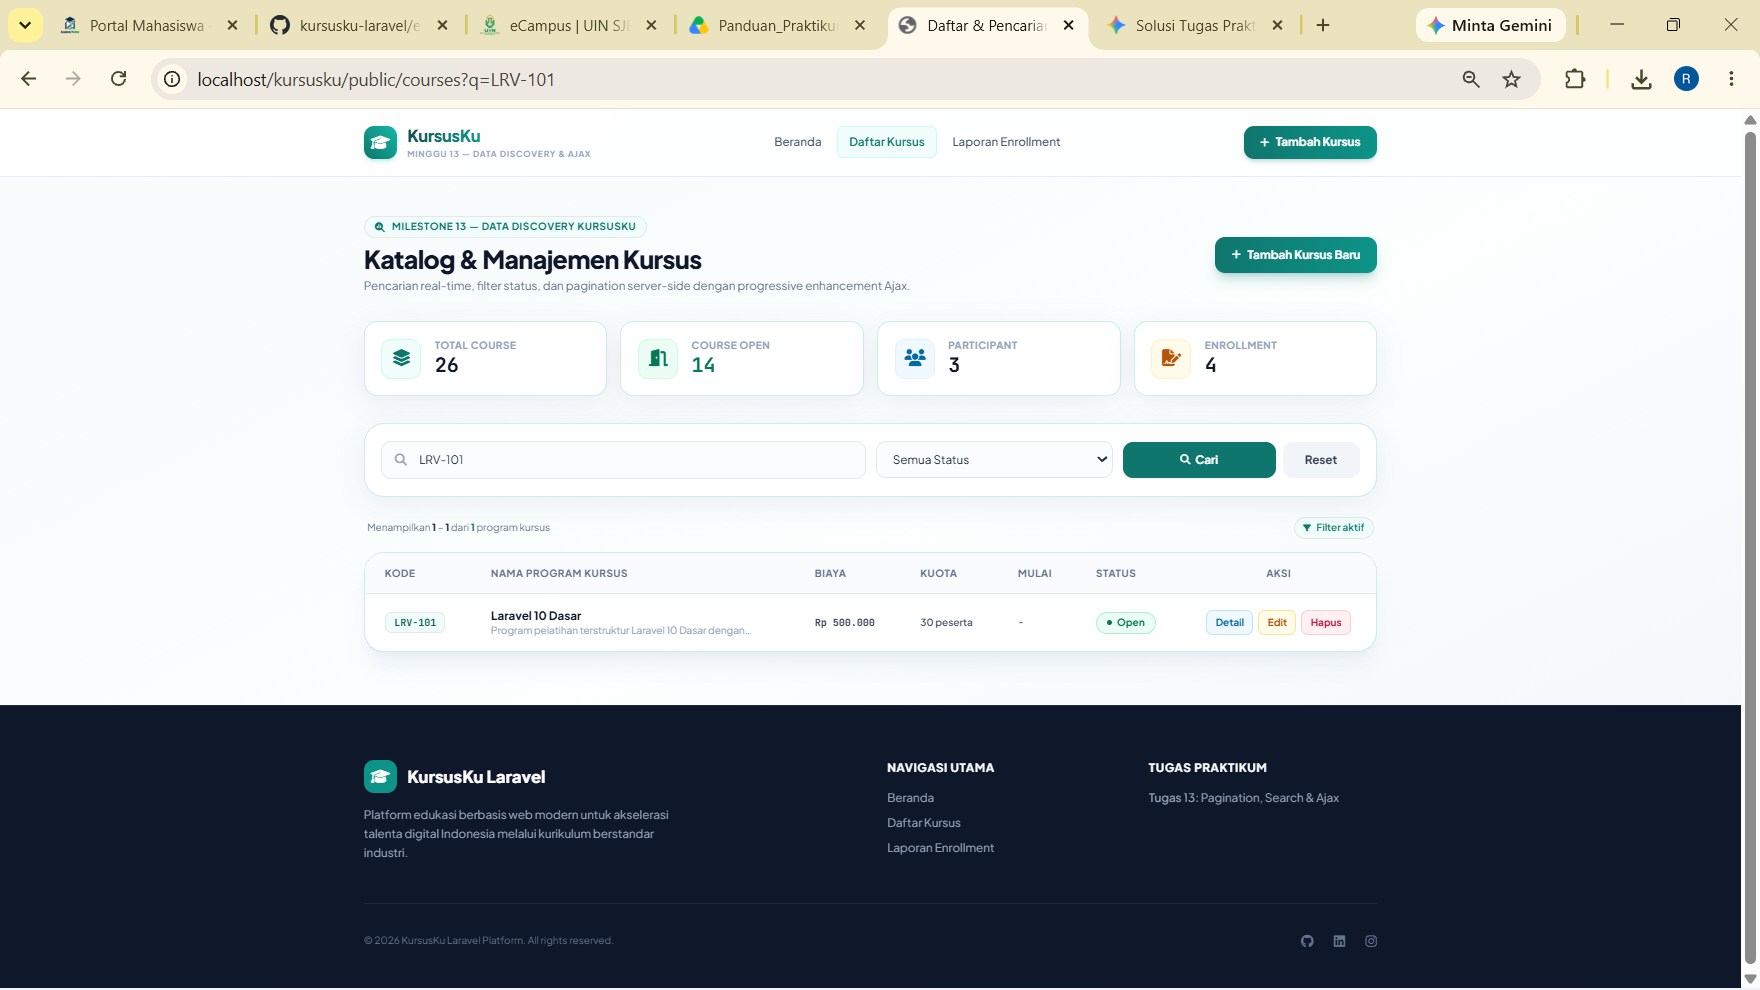 Portal Mahasiswa
kursusku-laravel/e
eCampus | UIN SJ
Panduan_Praktiku
Daftar & Pencarian
Solusi Tugas Prakt
Minta Gemini
localhost/kursusku/public/courses?q=LRV-101
R
KursusKu
MINGGU 13 — DATA DISCOVERY & AJAX
Beranda
Daftar Kursus
Laporan Enrollment
+ Tambah Kursus
MILESTONE 13 — DATA DISCOVERY KURSUSKU
Katalog & Manajemen Kursus
Pencarian real-time, filter status, dan pagination server-side dengan progressive enhancement Ajax.
+ Tambah Kursus Baru
TOTAL COURSE
26
COURSE OPEN
14
PARTICIPANT
3
ENROLLMENT
4
LRV-101
Semua Status
Cari
Reset
Menampilkan 1 – 1 dari 1 program kursus
Filter aktif
KODE NAMA PROGRAM KURSUS BIAYA KUOTA MULAI STATUS AKSI
LRV-101 Laravel 10 Dasar Rp 500.000 30 peserta - Open Detail Edit Hapus
Program pelatihan terstruktur Laravel 10 Dasar dengan...
KursusKu Laravel
Platform edukasi berbasis web modern untuk akselerasi
talenta digital Indonesia melalui kurikulum berstandar
industri.
NAVIGASI UTAMA
Beranda
Daftar Kursus
Laporan Enrollment
TUGAS PRAKTIKUM
Tugas 13: Pagination, Search & Ajax
© 2026 KursusKu Laravel Platform. All rights reserved.